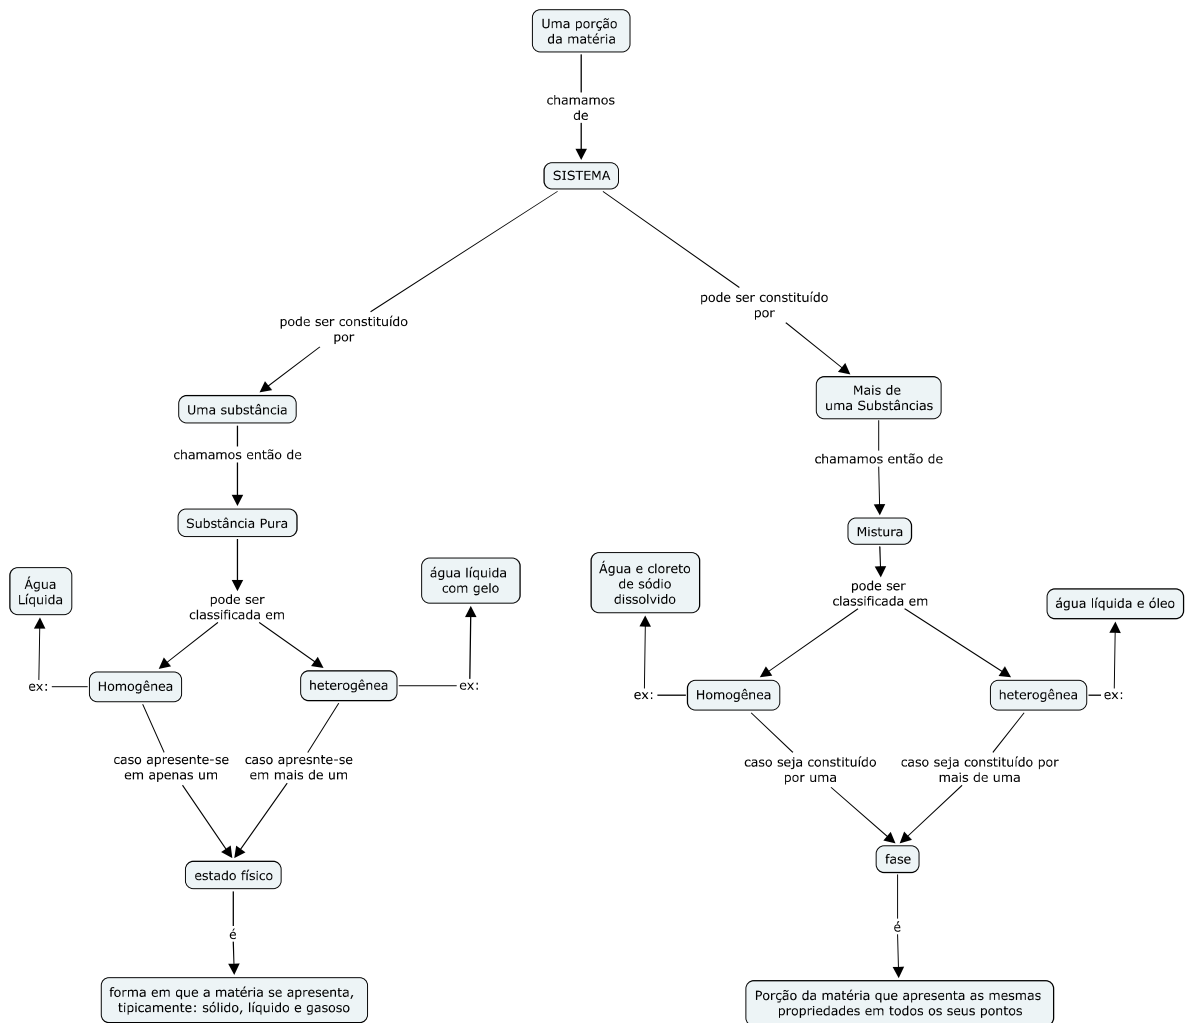 Uma porção
da matéria
chamamos
de
SISTEMA
pode ser constituído
por
pode ser constituído
por
Uma substância
Mais de
uma Substâncias
chamamos então de
chamamos então de
Substância Pura
Mistura
Água
Líquida
pode ser
classificada em
água líquida
com gelo
Água e cloreto
de sódio
dissolvido
pode ser
classificada em
água líquida e óleo
ex:
Homogênea
heterogênea
ex:
ex:
Homogênea
heterogênea
ex:
caso apresente-se
em apenas um
caso apresnte-se
em mais de um
caso seja constituído
por uma
caso seja constituído por
mais de uma
estado físico
fase
é
é
forma em que a matéria se apresenta,
tipicamente: sólido, líquido e gasoso
Porção da matéria que apresenta as mesmas
propriedades em todos os seus pontos